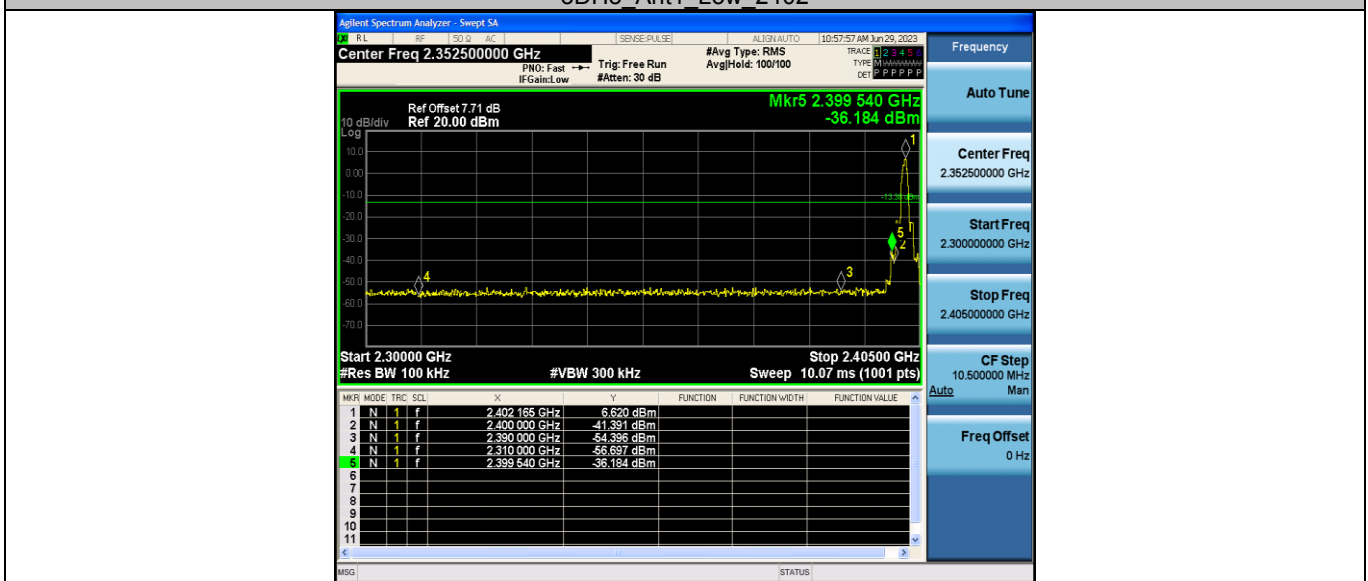 Agilent Spectrum Analyzer - Swept SA
RL RF 50 Ω AC SENSE:PULSE ALIGN AUTO 10:57:57 AM Jun 29, 2023
Center Freq 2.352500000 GHz
PNO: Fast
IFGain:Low
Trig: Free Run
#Atten: 30 dB
#Avg Type: RMS
Avg|Hold: 100/100
TRACE 1 2 3 4 5 6
TYPE M
DET P P P P P P
Ref Offset 7.71 dB
Ref 20.00 dBm
10 dB/div
Log
Mkr5 2.399 540 GHz
-36.184 dBm
10.0
0.00
-10.0
-20.0
-30.0
-40.0
-50.0
-60.0
-70.0
1
5
2
3
4
Start 2.30000 GHz
Stop 2.40500 GHz
#Res BW 100 kHz
#VBW 300 kHz
Sweep 10.07 ms (1001 pts)
MKR MODE TRC SCL X Y FUNCTION FUNCTION WIDTH FUNCTION VALUE
1 N 1 f 2.402 165 GHz 6.620 dBm
2 N 1 f 2.400 000 GHz -41.391 dBm
3 N 1 f 2.390 000 GHz -54.396 dBm
4 N 1 f 2.310 000 GHz -56.697 dBm
5 N 1 f 2.399 540 GHz -36.184 dBm
6
7
8
9
10
11
MSG STATUS
Frequency
Auto Tune
Center Freq
2.352500000 GHz
Start Freq
2.300000000 GHz
Stop Freq
2.405000000 GHz
CF Step
10.500000 MHz
Auto Man
Freq Offset
0 Hz